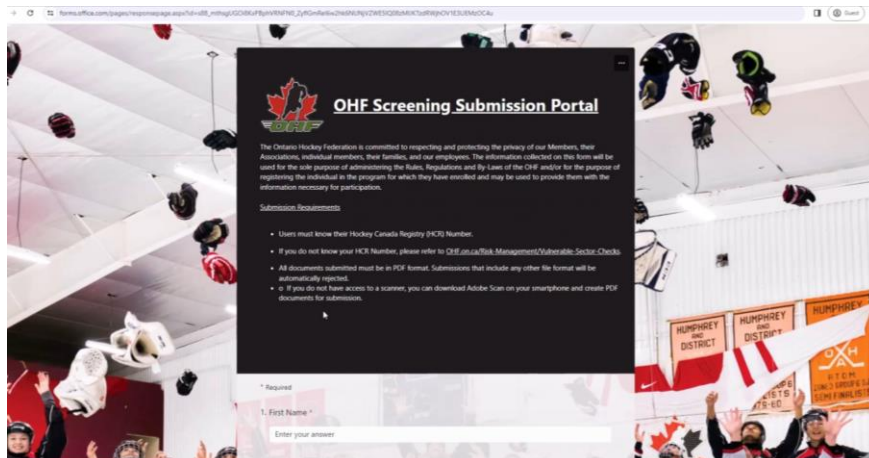 Guest
OHF
OHF Screening Submission Portal
The Ontario Hockey Federation is committed to respecting and protecting the privacy of our Members, their
Associations, individual members, their families, and our employees. The information collected on this form will be
used for the sole purpose of administering the Rules, Regulations and By-Laws of the OHF and/or for the purpose of
registering the individual in the program for which they have enrolled and may be used to provide them with the
information necessary for participation.
Submission Requirements
• Users must know their Hockey Canada Registry (HCR) Number.
• If you do not know your HCR Number, please refer to OHF.on.ca/Risk-Management/Vulnerable-Sector-Checks.
• All documents submitted must be in PDF format. Submissions that include any other file format will be
automatically rejected.
• o If you do not have access to a scanner, you can download Adobe Scan on your smartphone and create PDF
documents for submission.
HUMPHREY
AND
DISTRICT
HUMPHREY
AND
DISTRICT
HUMPHREY
O H
A
ATOM
SEMI FINALIST
* Required
1. First Name *
Enter your answer